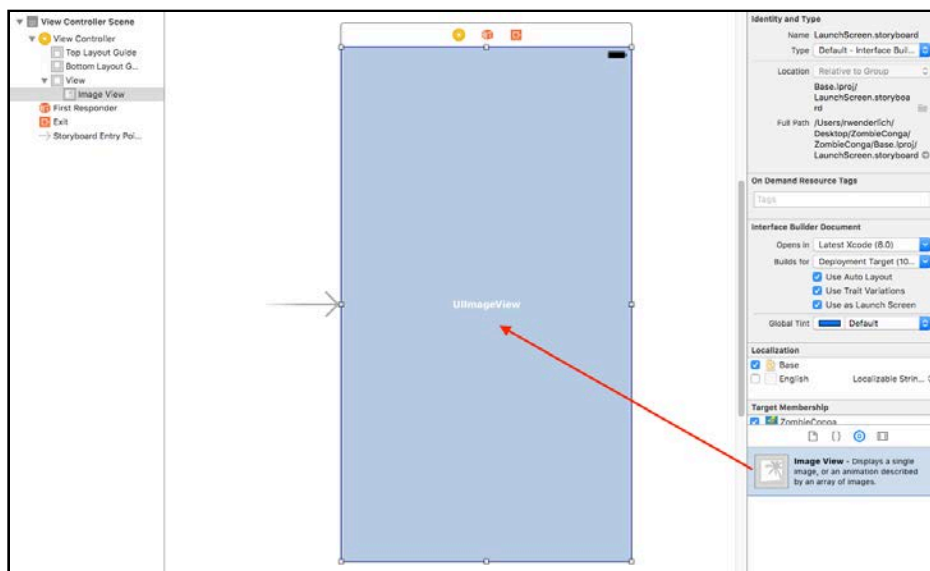 View Controller Scene
View Controller
Top Layout Guide
Bottom Layout G...
View
Image View
First Responder
Exit
Storyboard Entry Poi...
UIImageView
Identity and Type
Name LaunchScreen.storyboard
Type Default - Interface Buil...
Location Relative to Group
Base.lproj/
LaunchScreen.storyboa
rd
Full Path /Users/rwenderlich/
Desktop/ZombieConga/
ZombieConga/Base.lproj/
LaunchScreen.storyboard
On Demand Resource Tags
Tags
Interface Builder Document
Opens in Latest Xcode (8.0)
Builds for Deployment Target (10...
Use Auto Layout
Use Trait Variations
Use as Launch Screen
Global Tint Default
Localization
Base
English Localizable Strin...
Target Membership
ZombieConga
Image View - Displays a single
image, or an animation described
by an array of images.